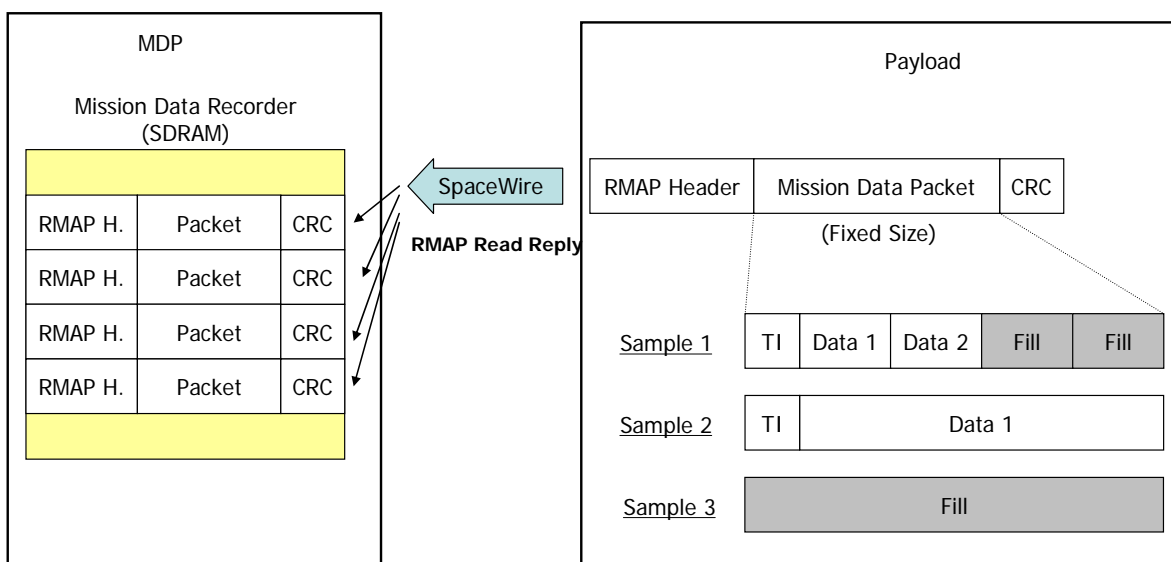 MDP
Mission Data Recorder
(SDRAM)
RMAP H. Packet CRC
RMAP H. Packet CRC
RMAP H. Packet CRC
RMAP H. Packet CRC
SpaceWire
RMAP Read Reply
Payload
RMAP Header Mission Data Packet CRC
(Fixed Size)
Sample 1 TI Data 1 Data 2 Fill Fill
Sample 2 TI Data 1
Sample 3 Fill